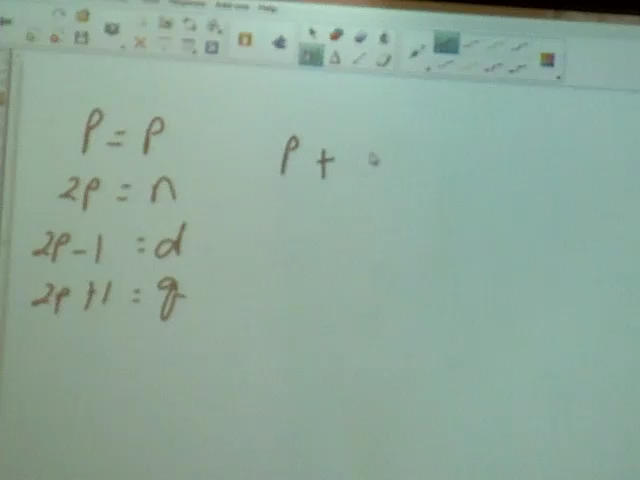 p = p
2p = n
2p - 1 = d
2p + 1 = q
p +